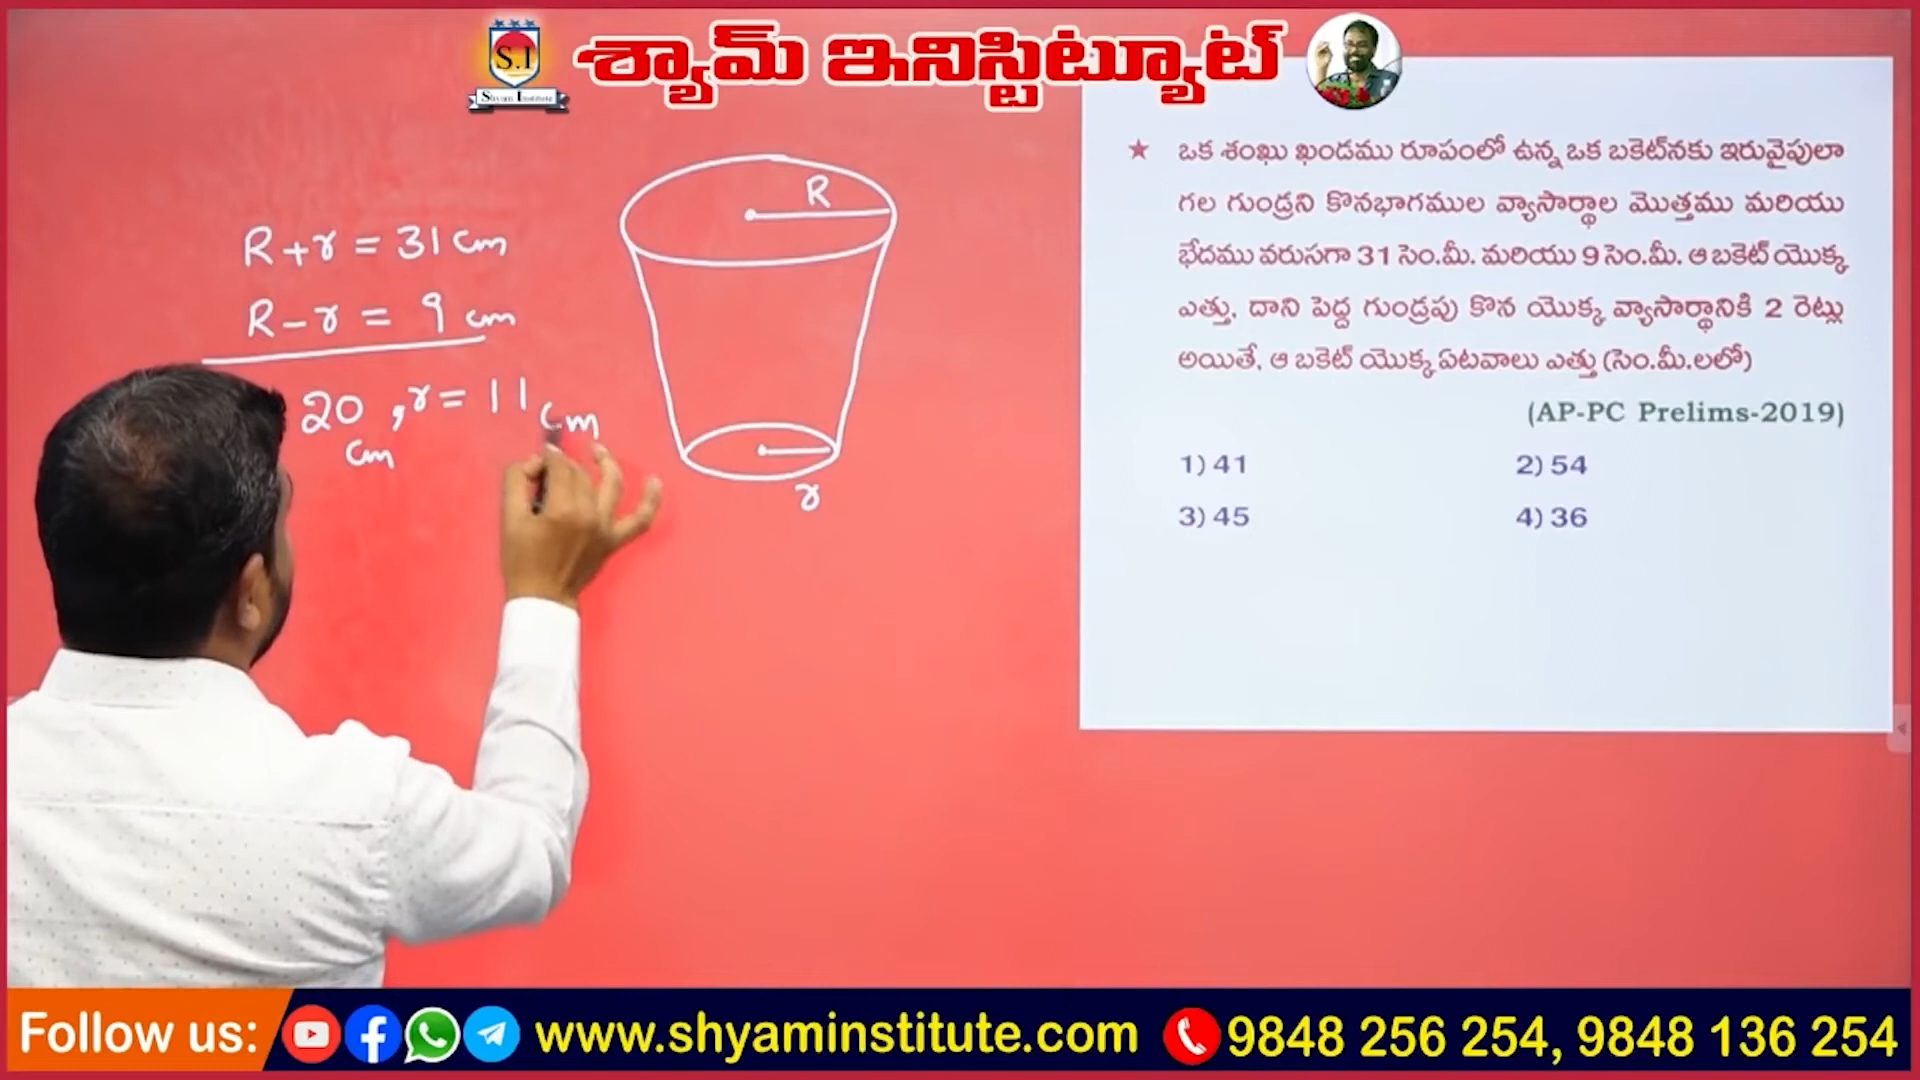 S.I
Shyam Institute
శ్యామ్ ఇనిస్టిట్యూట్
R+r = 31 cm
R-r = 9 cm
20 cm, r = 11 cm
R
r
★ ఒక శంఖు ఖండము రూపంలో ఉన్న ఒక బకెట్‌నకు ఇరువైపులా
గల గుండ్రని కొనభాగముల వ్యాసార్థాల మొత్తము మరియు
భేదము వరుసగా 31 సెం.మీ. మరియు 9 సెం.మీ. ఆ బకెట్ యొక్క
ఎత్తు, దాని పెద్ద గుండ్రపు కొన యొక్క వ్యాసార్థానికి 2 రెట్లు
అయితే, ఆ బకెట్ యొక్క ఏటవాలు ఎత్తు (సెం.మీ.లలో)
(AP-PC Prelims-2019)
1) 41 2) 54
3) 45 4) 36
Follow us: www.shyaminstitute.com 9848 256 254, 9848 136 254